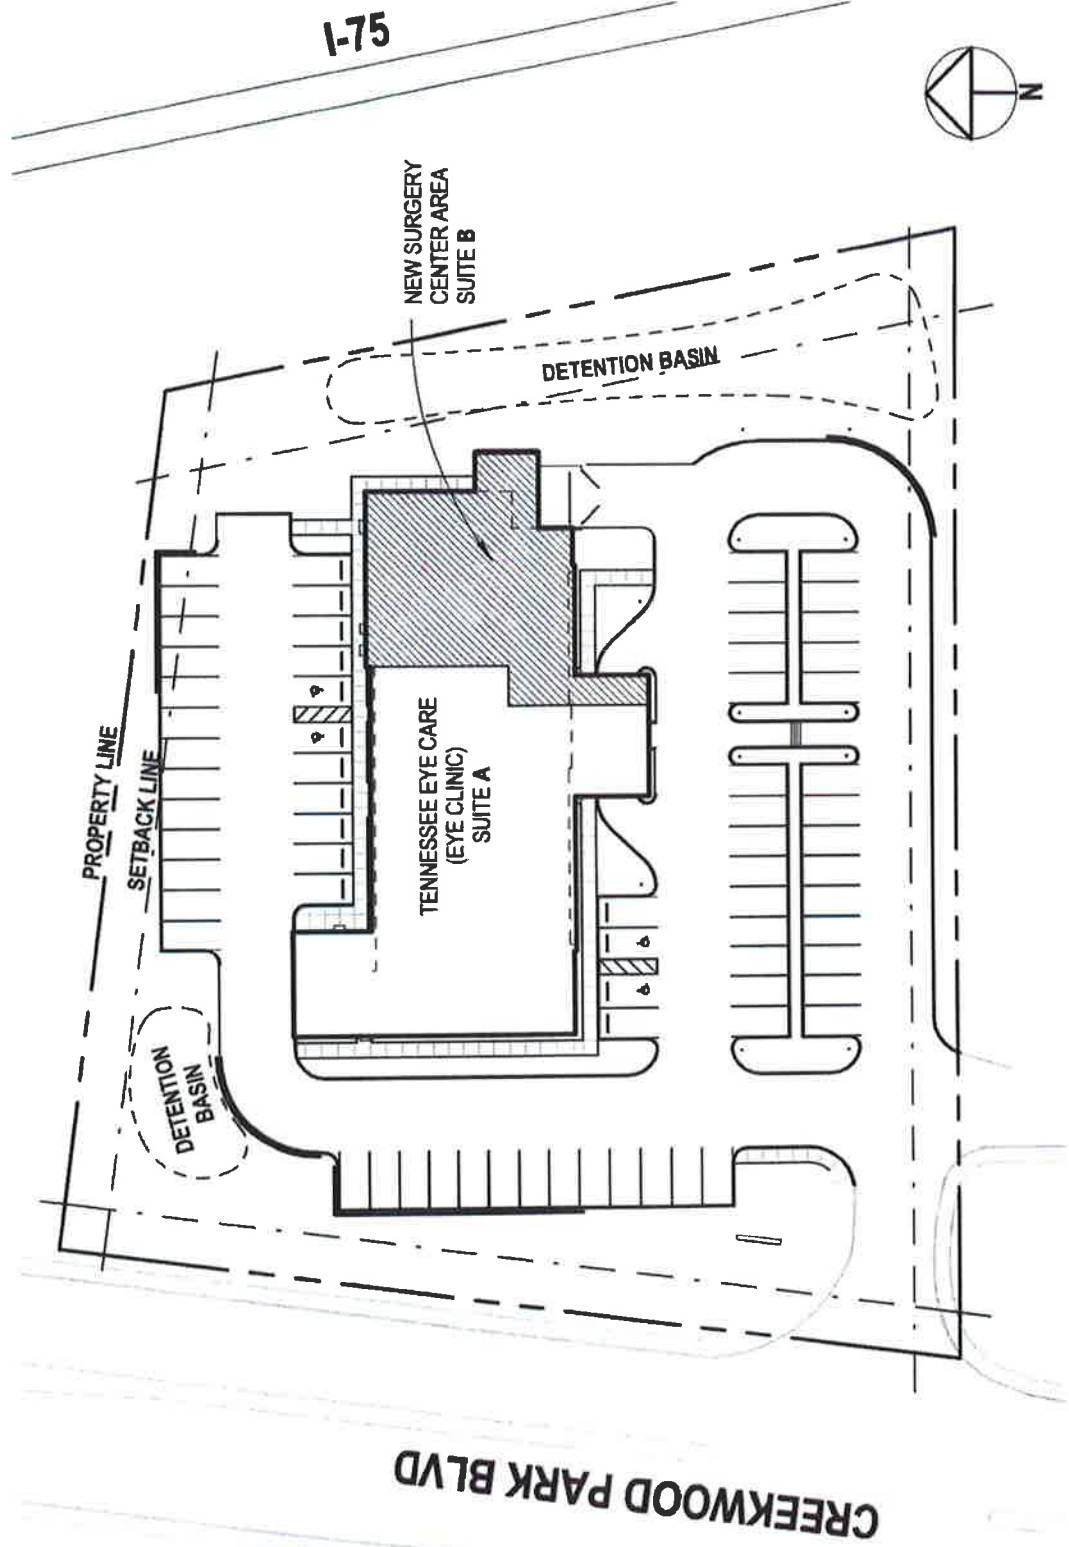 I-75
N
NEW SURGERY
CENTER AREA
SUITE B
DETENTION BASIN
PROPERTY LINE
SETBACK LINE
TENNESSEE EYE CARE
(EYE CLINIC)
SUITE A
DETENTION
BASIN
CREEKWOOD PARK BLVD